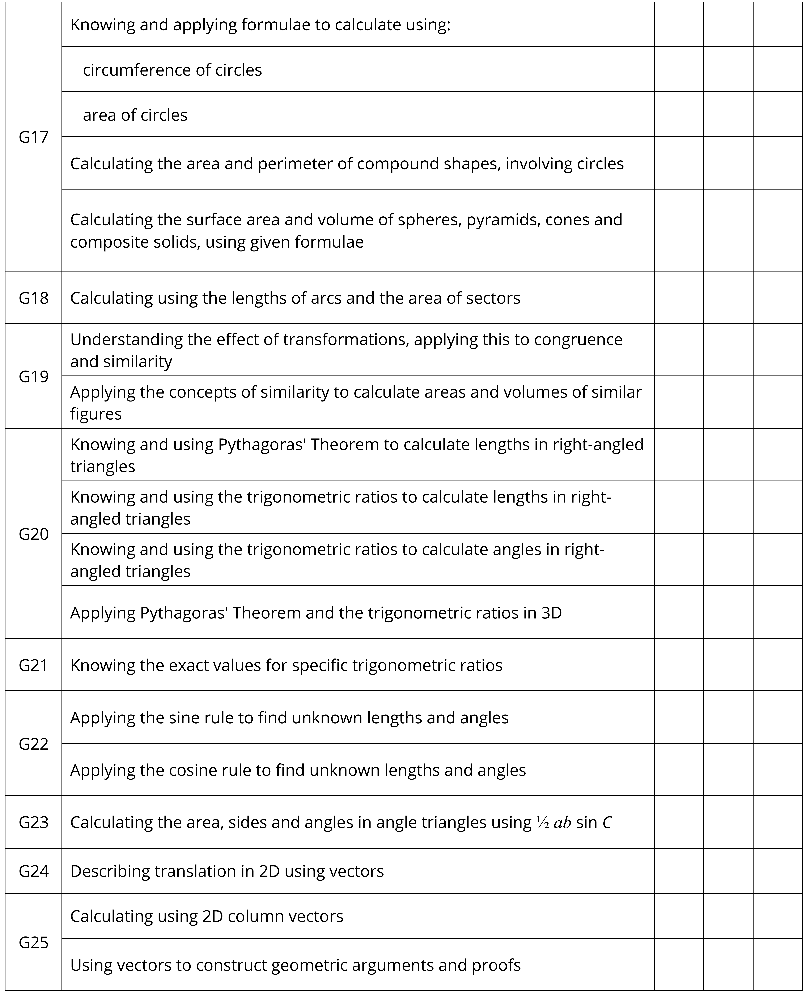 Knowing and applying formulae to calculate using:
circumference of circles
area of circles
G17
Calculating the area and perimeter of compound shapes, involving circles
Calculating the surface area and volume of spheres, pyramids, cones and
composite solids, using given formulae
G18
Calculating using the lengths of arcs and the area of sectors
G19
Understanding the effect of transformations, applying this to congruence
and similarity
Applying the concepts of similarity to calculate areas and volumes of similar
figures
G20
Knowing and using Pythagoras' Theorem to calculate lengths in right-angled
triangles
Knowing and using the trigonometric ratios to calculate lengths in right-
angled triangles
Knowing and using the trigonometric ratios to calculate angles in right-
angled triangles
Applying Pythagoras' Theorem and the trigonometric ratios in 3D
G21
Knowing the exact values for specific trigonometric ratios
G22
Applying the sine rule to find unknown lengths and angles
Applying the cosine rule to find unknown lengths and angles
G23
Calculating the area, sides and angles in angle triangles using ½ ab sin C
G24
Describing translation in 2D using vectors
G25
Calculating using 2D column vectors
Using vectors to construct geometric arguments and proofs